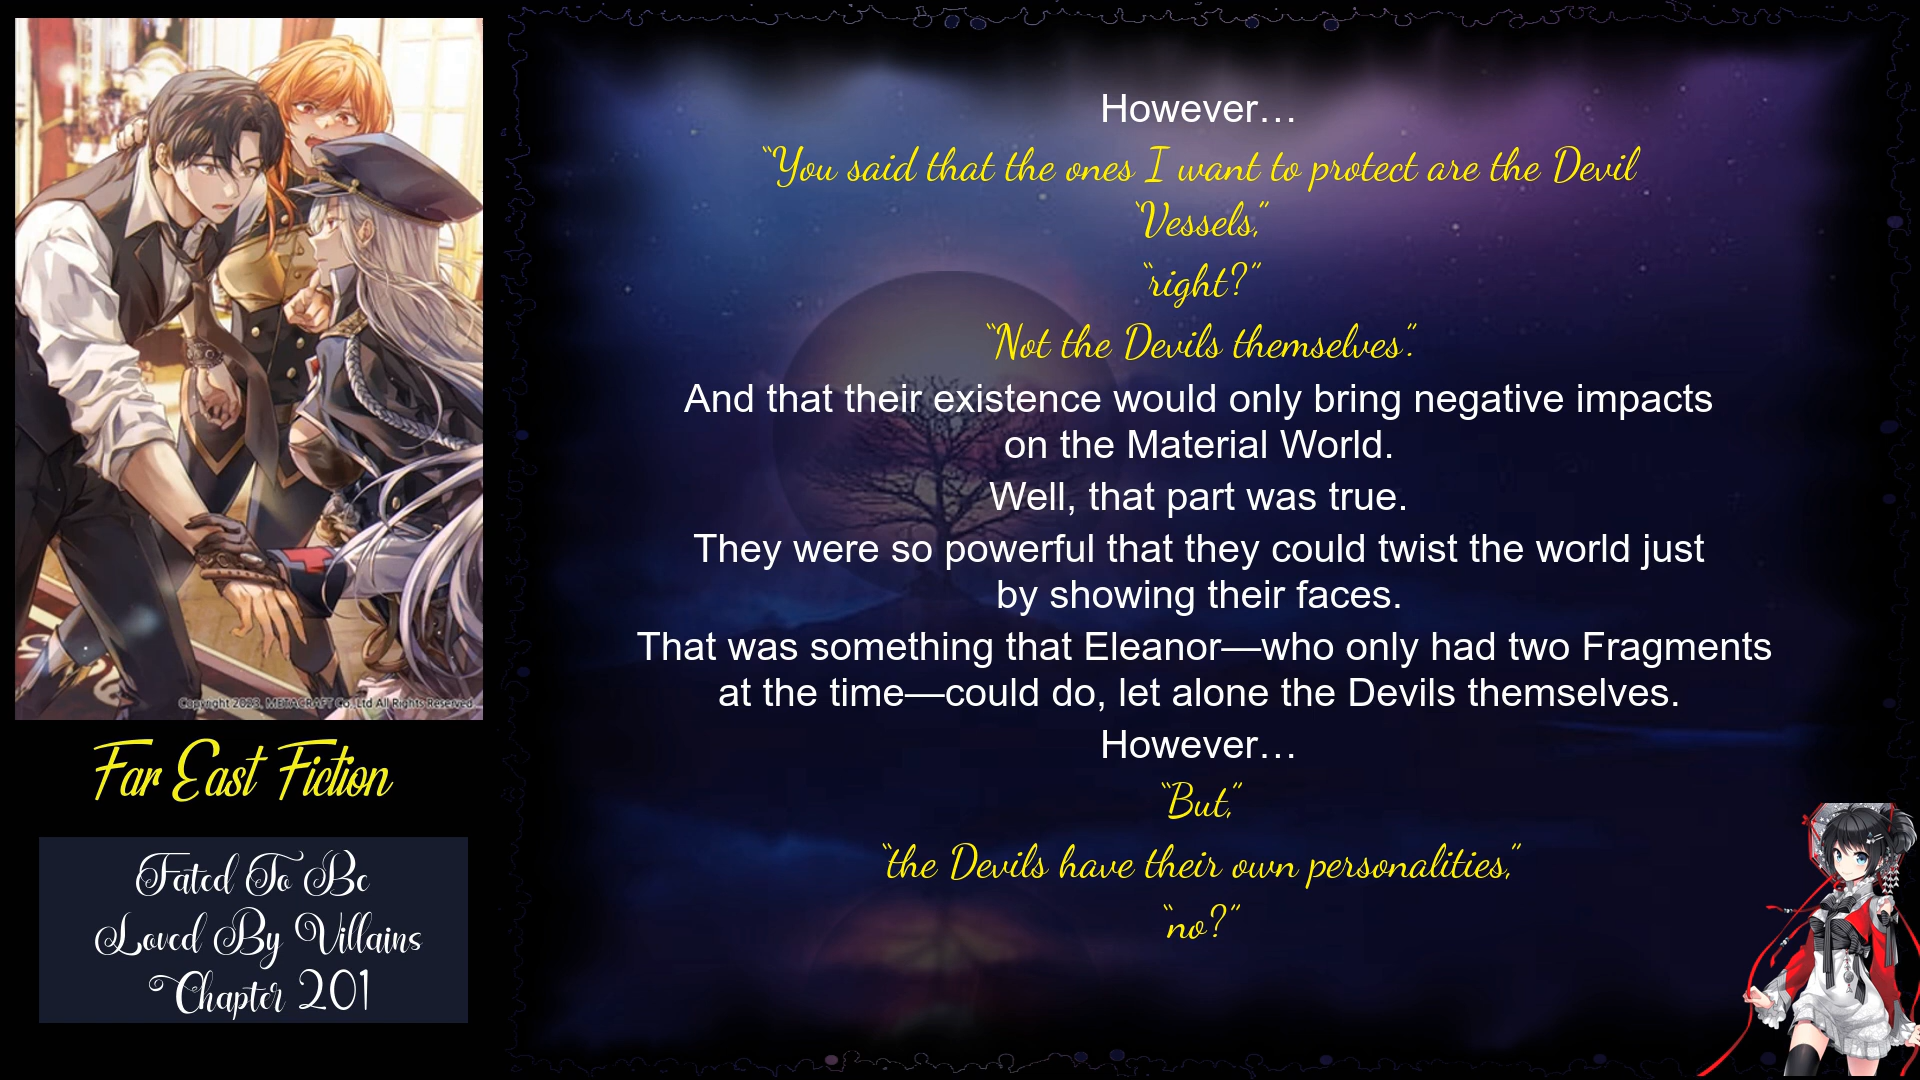 However…
“You said that the ones I want to protect are the Devil
‘Vessels,”
“right?”
“Not the Devils themselves”.
And that their existence would only bring negative impacts
on the Material World.
Well, that part was true.
They were so powerful that they could twist the world just
by showing their faces.
That was something that Eleanor—who only had two Fragments
at the time—could do, let alone the Devils themselves.
However…
“But,”
“the Devils have their own personalities,”
“no?”
Copyright 2023, METACRAFT Co.,Ltd All Rights Reserved
Far East Fiction
Fated To Be
Loved By Villains
Chapter 201